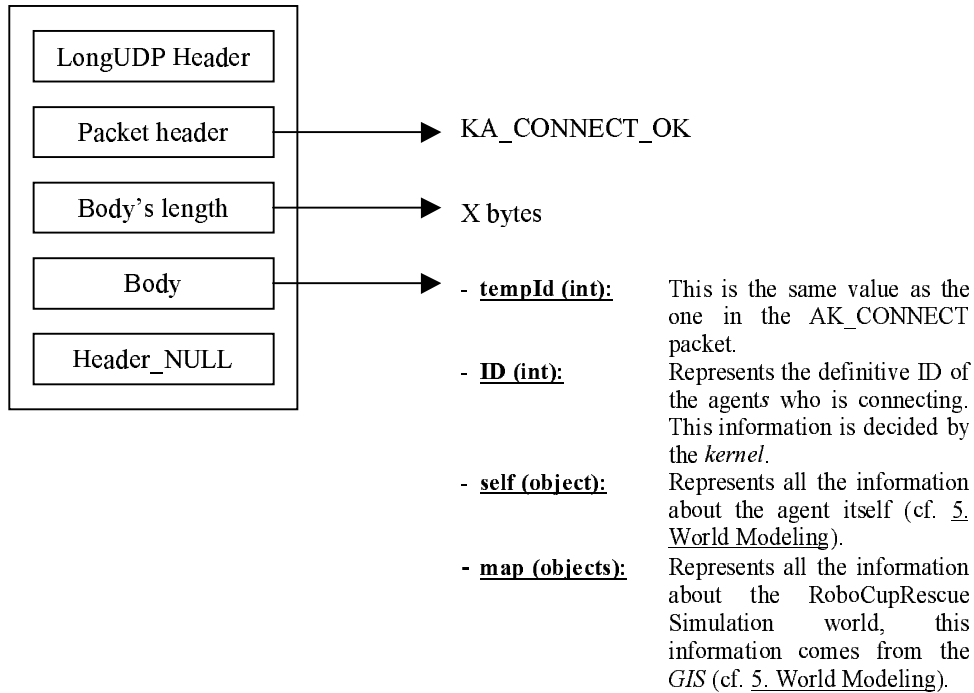 LongUDP Header
Packet header
KA_CONNECT_OK
Body's length
X bytes
Body
Header_NULL
- tempId (int): This is the same value as the
one in the AK_CONNECT
packet.
- ID (int): Represents the definitive ID of
the agents who is connecting.
This information is decided by
the kernel.
- self (object): Represents all the information
about the agent itself (cf. 5.
World Modeling).
- map (objects): Represents all the information
about the RoboCupRescue
Simulation world, this
information comes from the
GIS (cf. 5. World Modeling).